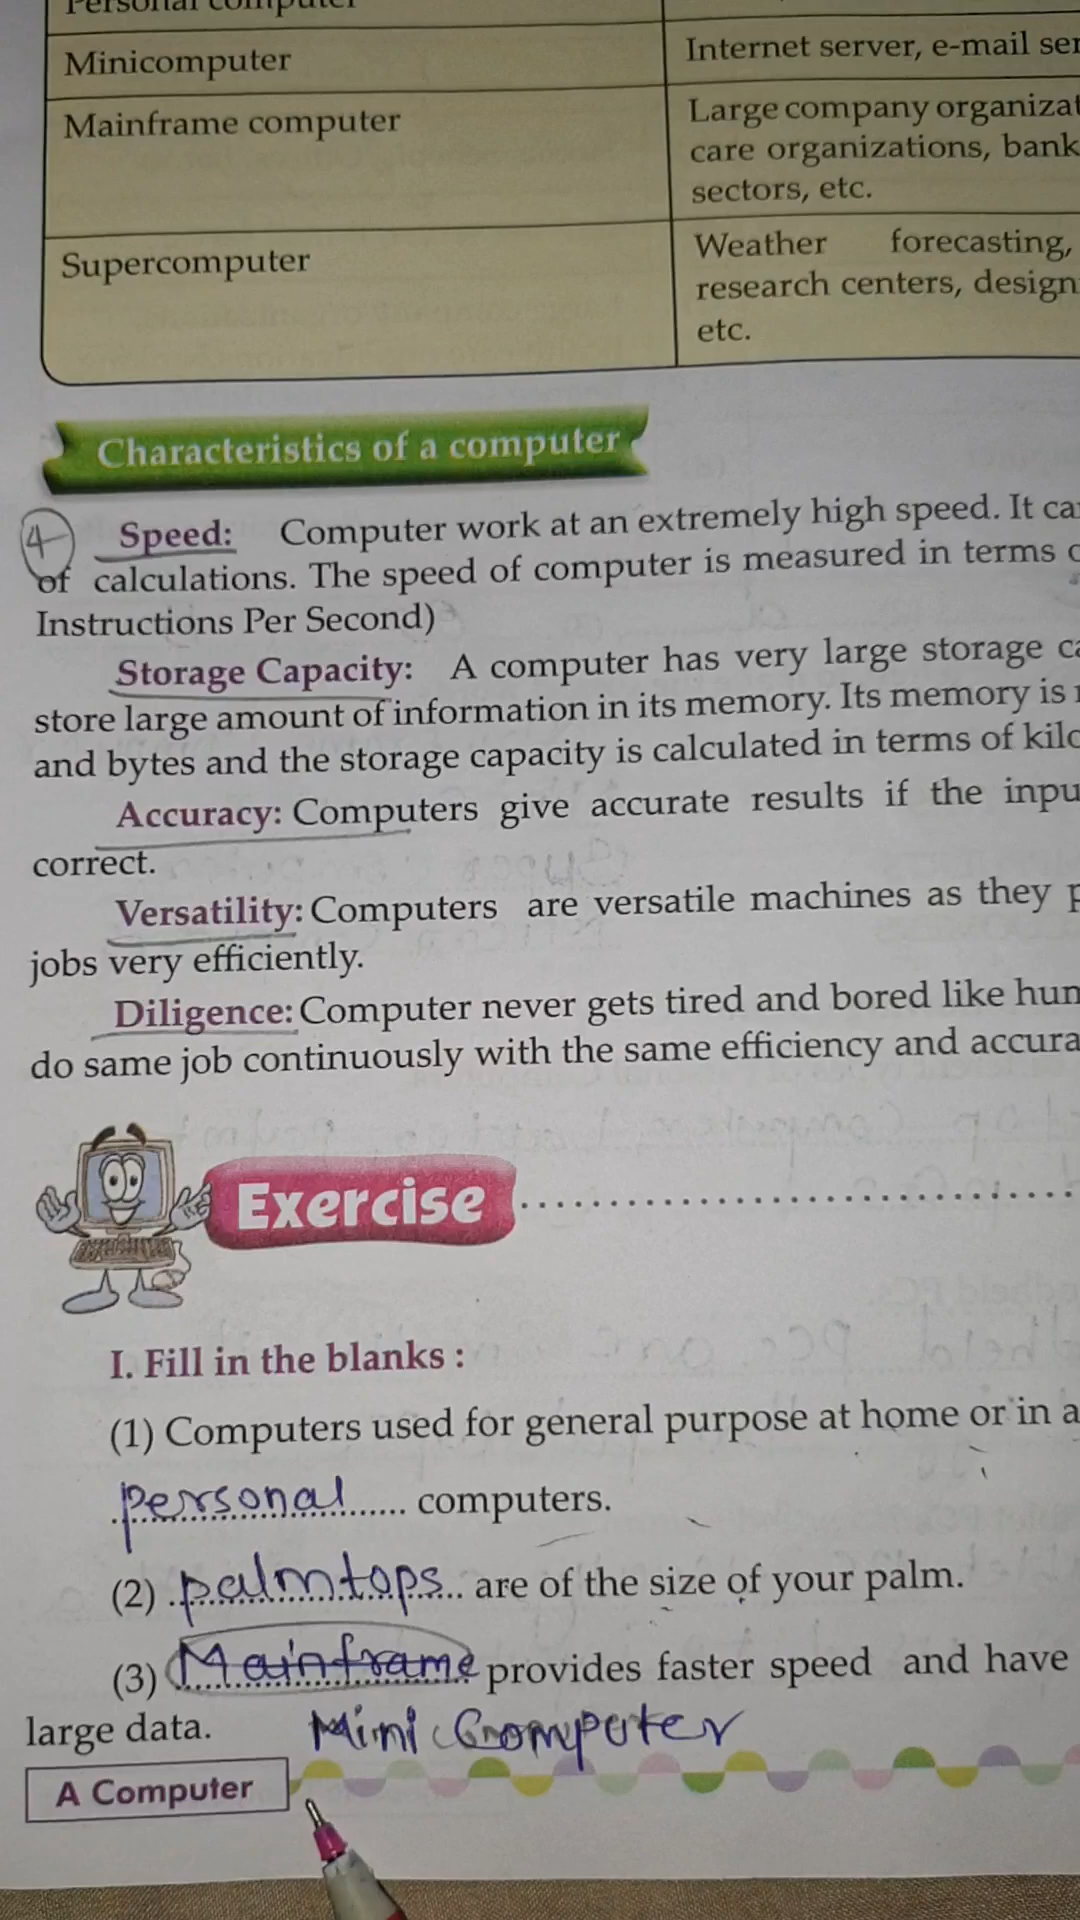 Personal computer
Minicomputer
Internet server, e-mail
Mainframe computer
Large company
care organizations, bank
sectors, etc.
Supercomputer
Weather forecasting,
research centers, design
etc.
Characteristics of a computer
4
Speed: Computer work at an extremely high speed. It
of calculations. The speed of computer is measured in terms
Instructions Per Second)
Storage Capacity: A computer has very large storage
store large amount of information in its memory. Its memory is
and bytes and the storage capacity is calculated in terms of
Accuracy: Computers give accurate results if the
correct.
Versatility: Computers are versatile machines as they
jobs very efficiently.
Diligence: Computer never gets tired and bored like
do same job continuously with the same efficiency and
Exercise
I. Fill in the blanks :
(1) Computers used for general purpose at home or in a
personal computers.
(2) palmtops are of the size of your palm.
(3) Mainframe provides faster speed and have
large data. Mini Computer
A Computer